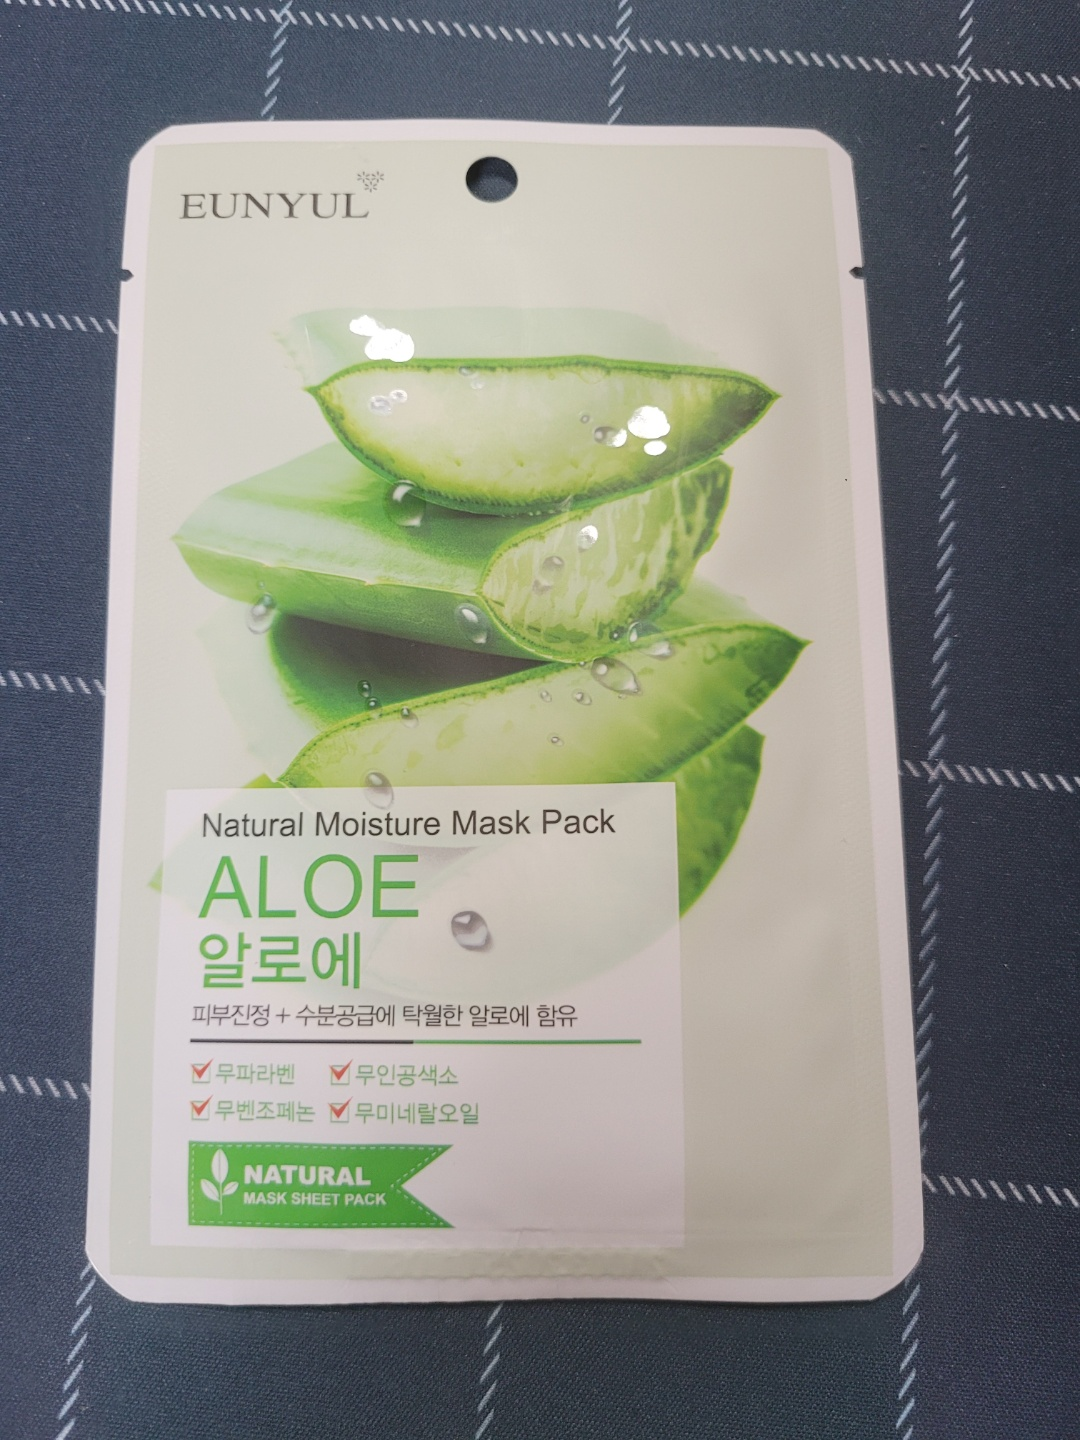 EUNYUL
Natural Moisture Mask Pack
ALOE
알로에
피부진정 + 수분공급에 탁월한 알로에 함유
무파라벤 무인공색소
무벤조페논 무미네랄오일
NATURAL
MASK SHEET PACK